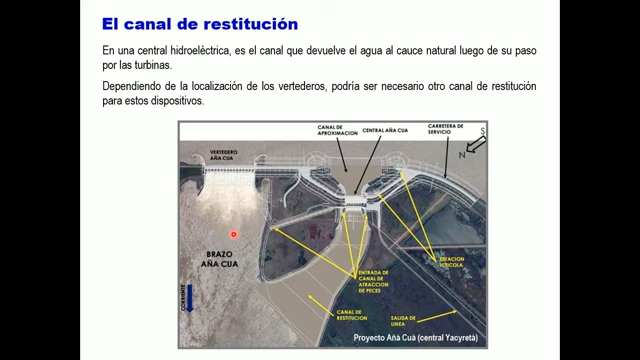 El canal de restitución
En una central hidroeléctrica, es el canal que devuelve el agua al cauce natural luego de su paso
por las turbinas.
Dependiendo de la localización de los vertederos, podría ser necesario otro canal de restitución
para estos dispositivos.
CANAL DE
APROXIMACION
CENTRAL AÑA CUA
CARRETERA DE
SERVICIO
S
N
VERTEDERO
AÑA CUA
BRAZO
AÑA CUA
ESTACION
ICTICOLA
ENTRADA DE
CANAL DE
ATRACCION
DE PECES
CORRIENTE
CANAL DE
RESTITUCION
SALIDA DE
LINEA
Proyecto Añá Cuá (central Yacyretá)